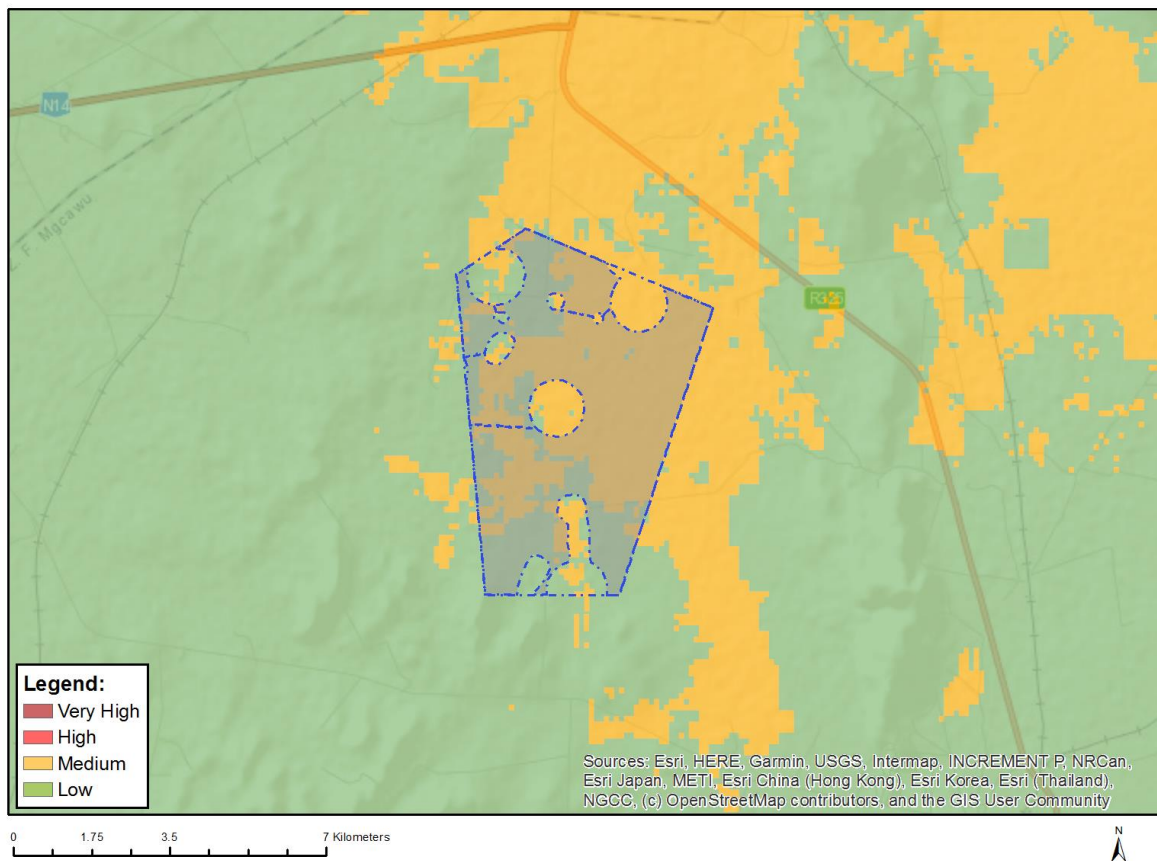 N14
Z. F. Mgcawu
R325
Legend:
Very High
High
Medium
Low
Sources: Esri, HERE, Garmin, USGS, Intermap, INCREMENT P, NRCan,
Esri Japan, METI, Esri China (Hong Kong), Esri Korea, Esri (Thailand),
NGCC, (c) OpenStreetMap contributors, and the GIS User Community
0 1.75 3.5 7 Kilometers
N